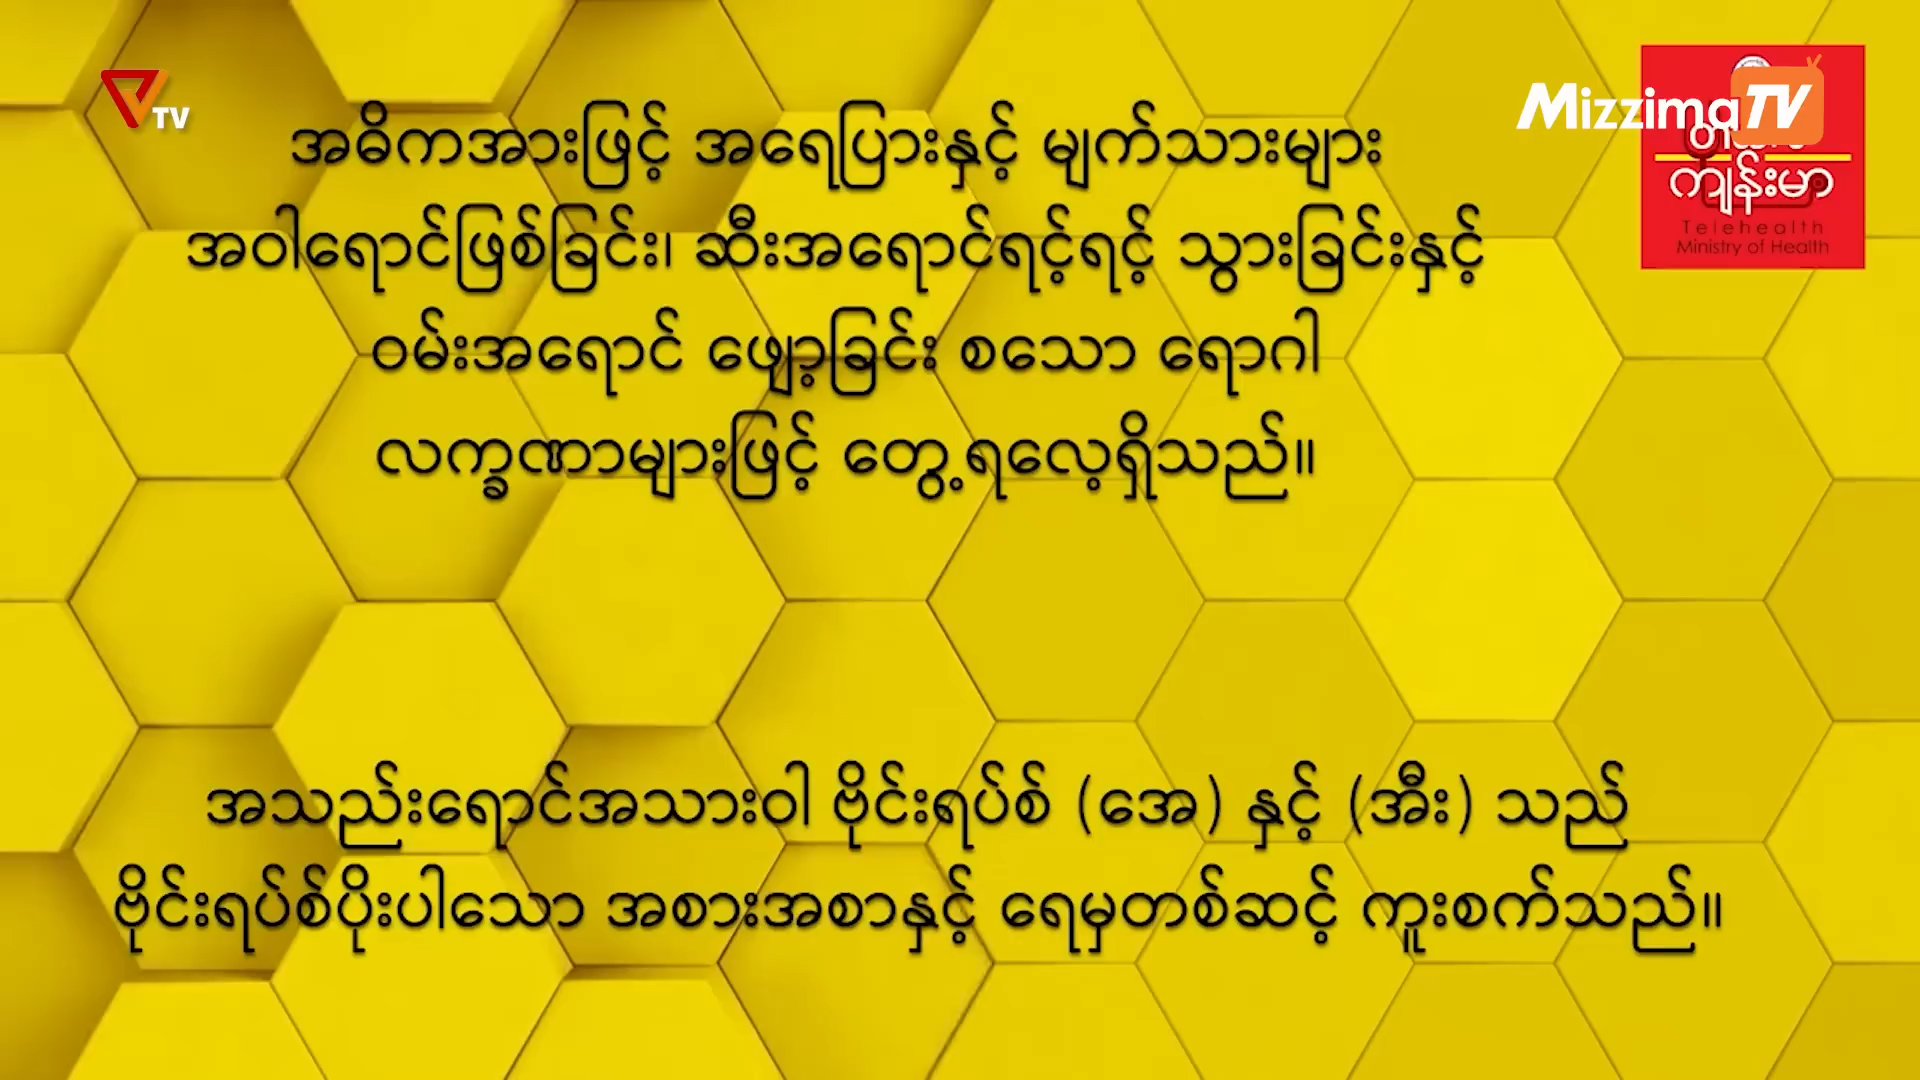 TV
Mizzima TV
ကျန်းမာ
Telehealth
Ministry of Health
အဓိကအားဖြင့် အရေပြားနှင့် မျက်သားများ
အဝါရောင်ဖြစ်ခြင်း၊ ဆီးအရောင်ရင့်ရင့် သွားခြင်းနှင့်
ဝမ်းအရောင် ဖျော့ခြင်း စသော ရောဂါ
လက္ခဏာများဖြင့် တွေ့ရလေ့ရှိသည်။
အသည်းရောင်အသားဝါ ဗိုင်းရပ်စ် (အေ) နှင့် (အီး) သည်
ဗိုင်းရပ်စ်ပိုးပါသော အစားအစာနှင့် ရေမှတစ်ဆင့် ကူးစက်သည်။